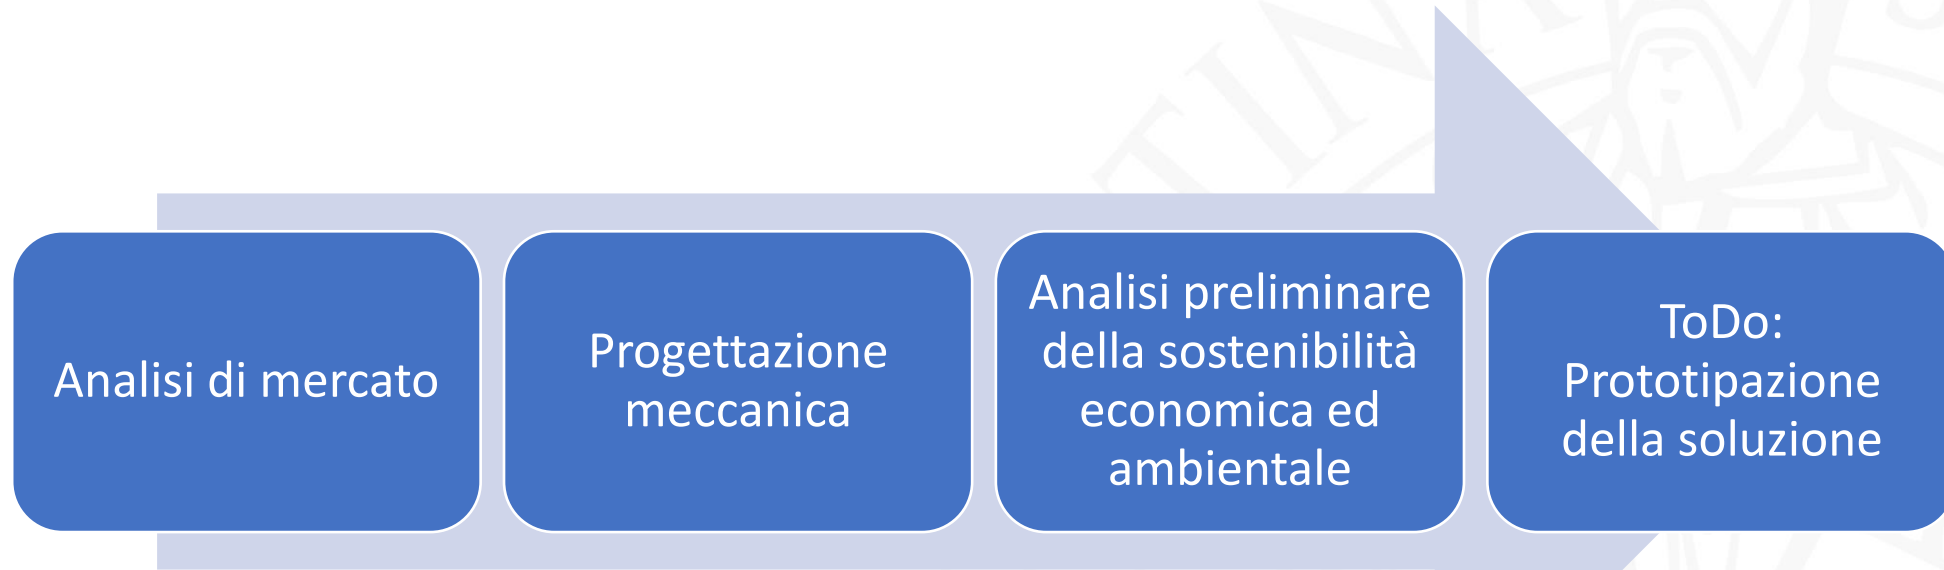 Analisi di mercato
Progettazione
meccanica
Analisi preliminare
della sostenibilità
economica ed
ambientale
ToDo:
Prototipazione
della soluzione